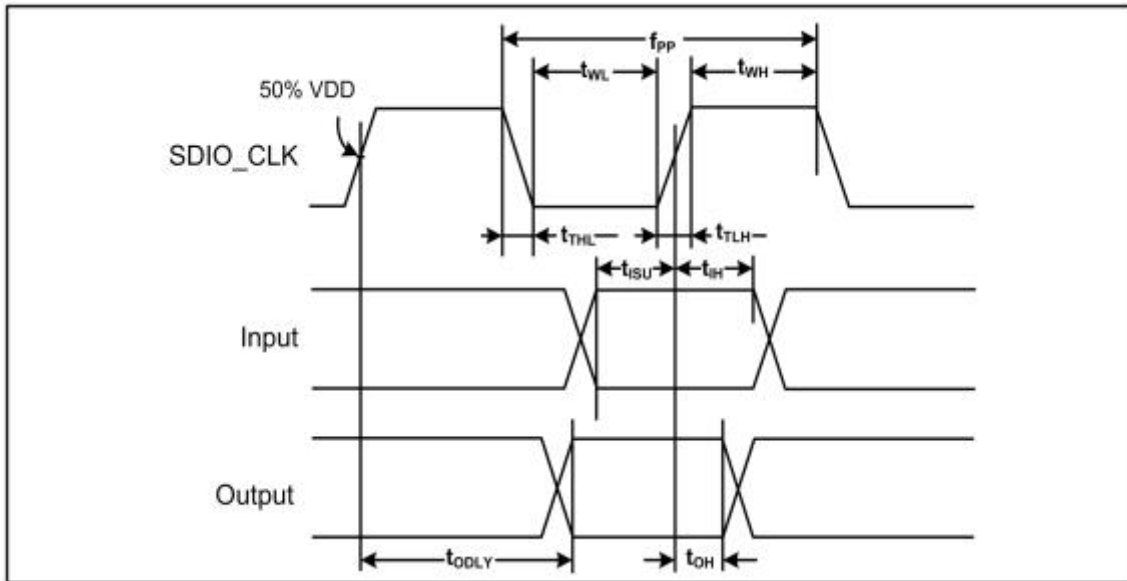 fPP
tWL
tWH
50% VDD
SDIO_CLK
tTHL
tTLH
tISU
tIH
Input
Output
tODLY
tOH